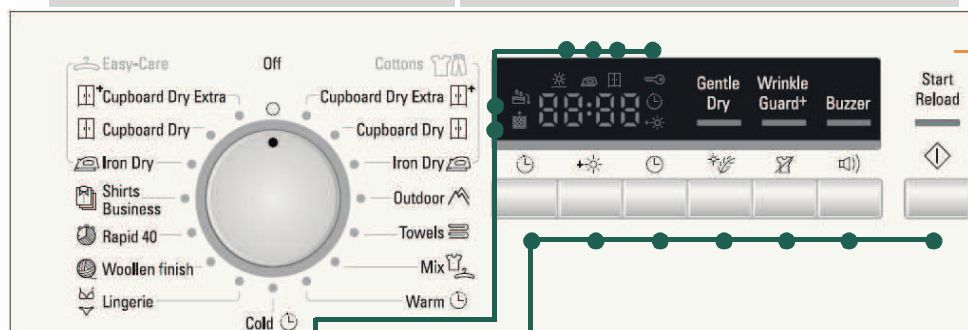 Easy-Care
Off
Cottons
Cupboard Dry Extra
Cupboard Dry Extra
Cupboard Dry
Cupboard Dry
Iron Dry
Iron Dry
Shirts
Business
Outdoor
Rapid 40
Towels
Woollen finish
Mix
Lingerie
Warm
Cold
88:88
Gentle
Dry
Wrinkle
Guard+
Buzzer
Start
Reload